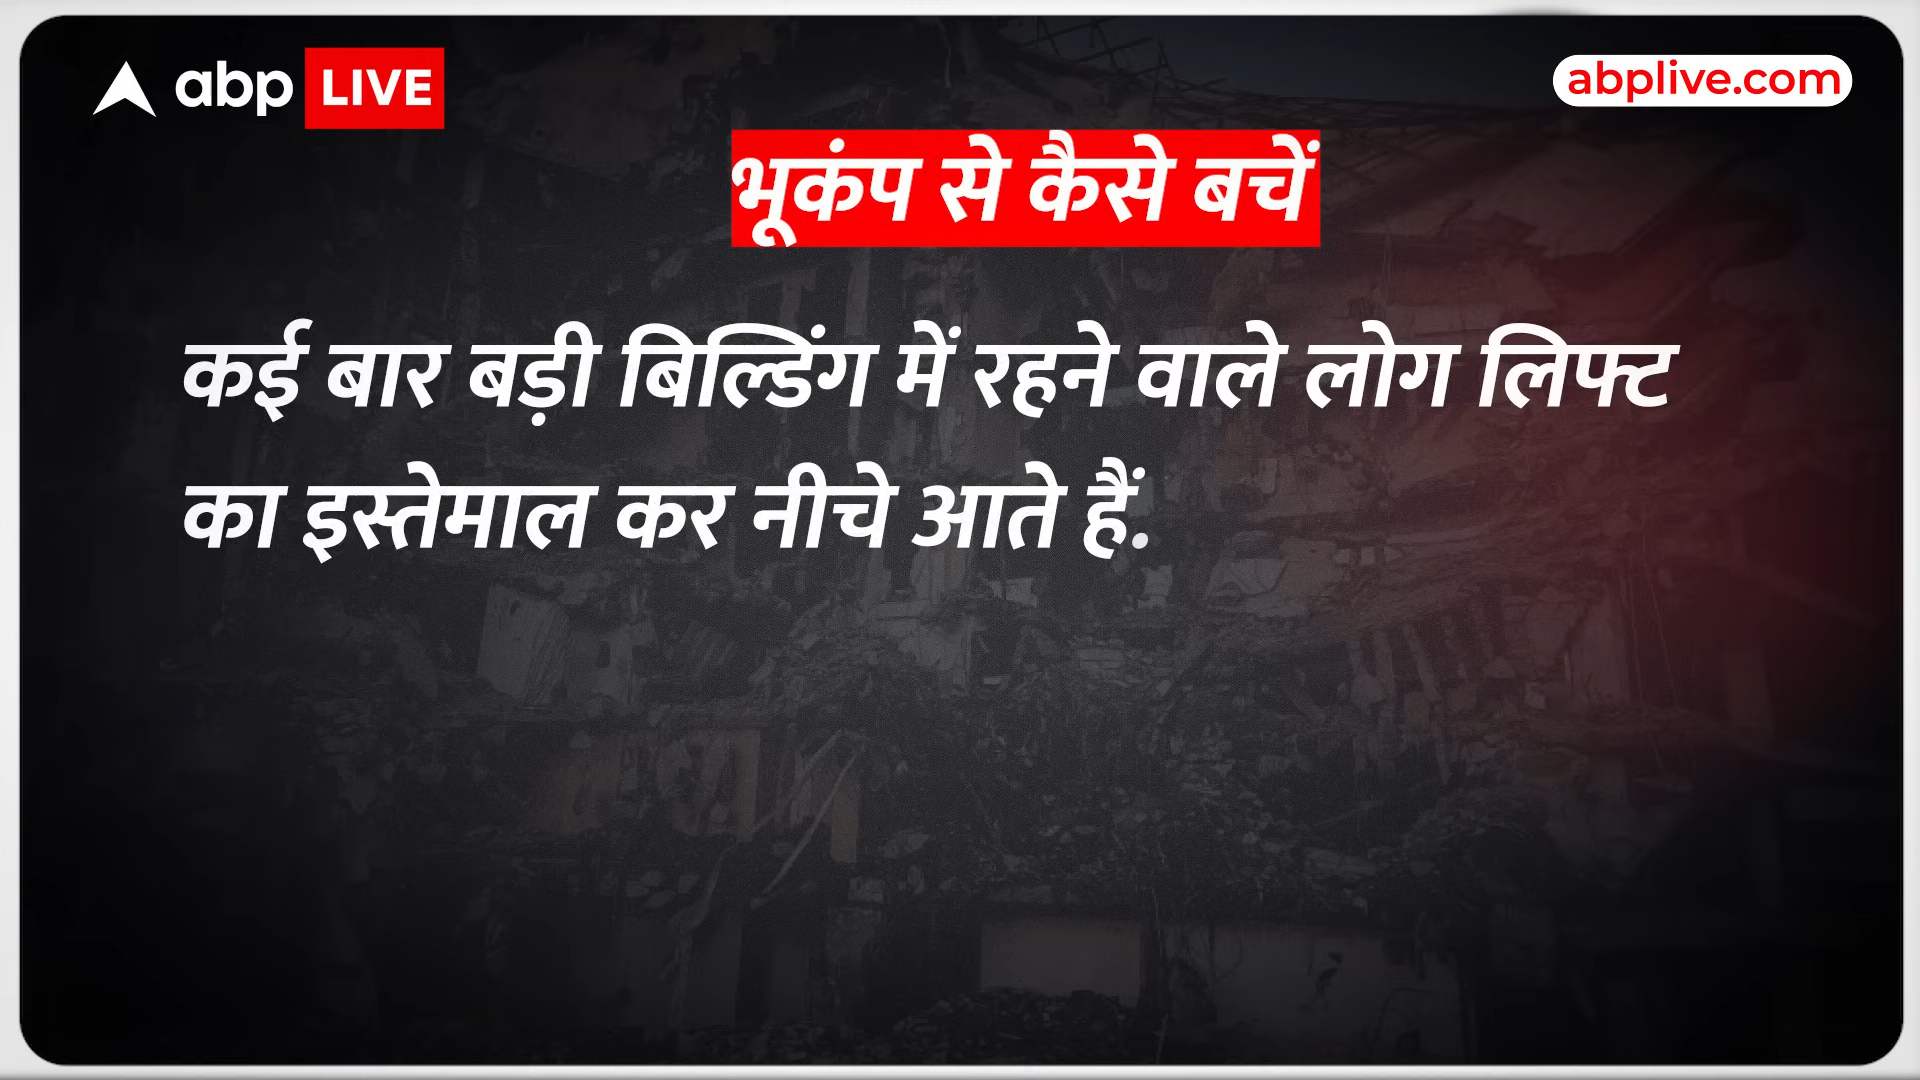 abp LIVE
abplive.com
भूकंप से कैसे बचें
कई बार बड़ी बिल्डिंग में रहने वाले लोग लिफ्ट
का इस्तेमाल कर नीचे आते हैं.